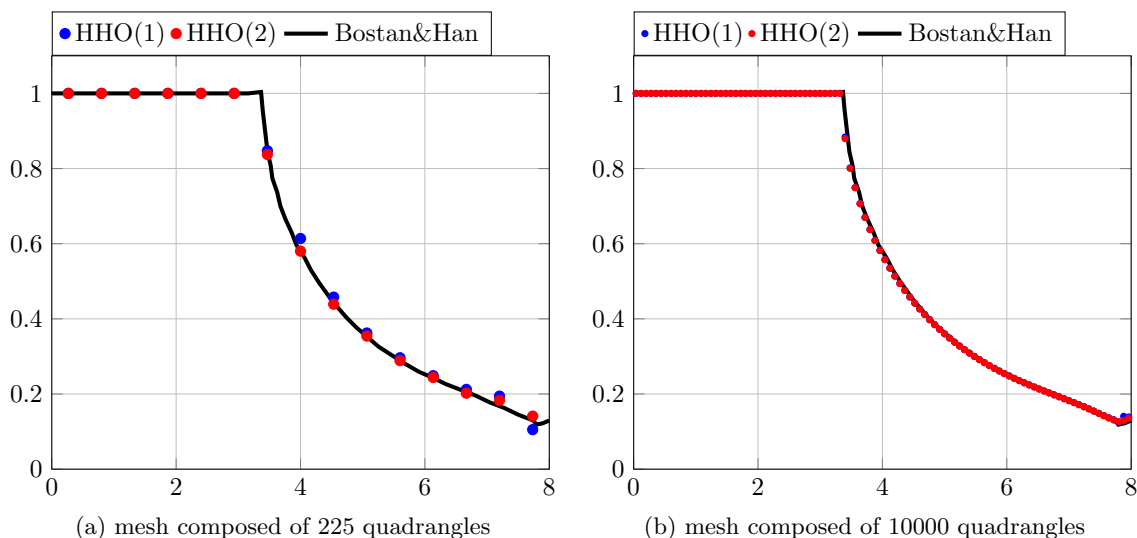 HHO(1) HHO(2) Bostan&Han
1
0.8
0.6
0.4
0.2
0
0 2 4 6 8
(a) mesh composed of 225 quadrangles
HHO(1) HHO(2) Bostan&Han
1
0.8
0.6
0.4
0.2
0
0 2 4 6 8
(b) mesh composed of 10000 quadrangles